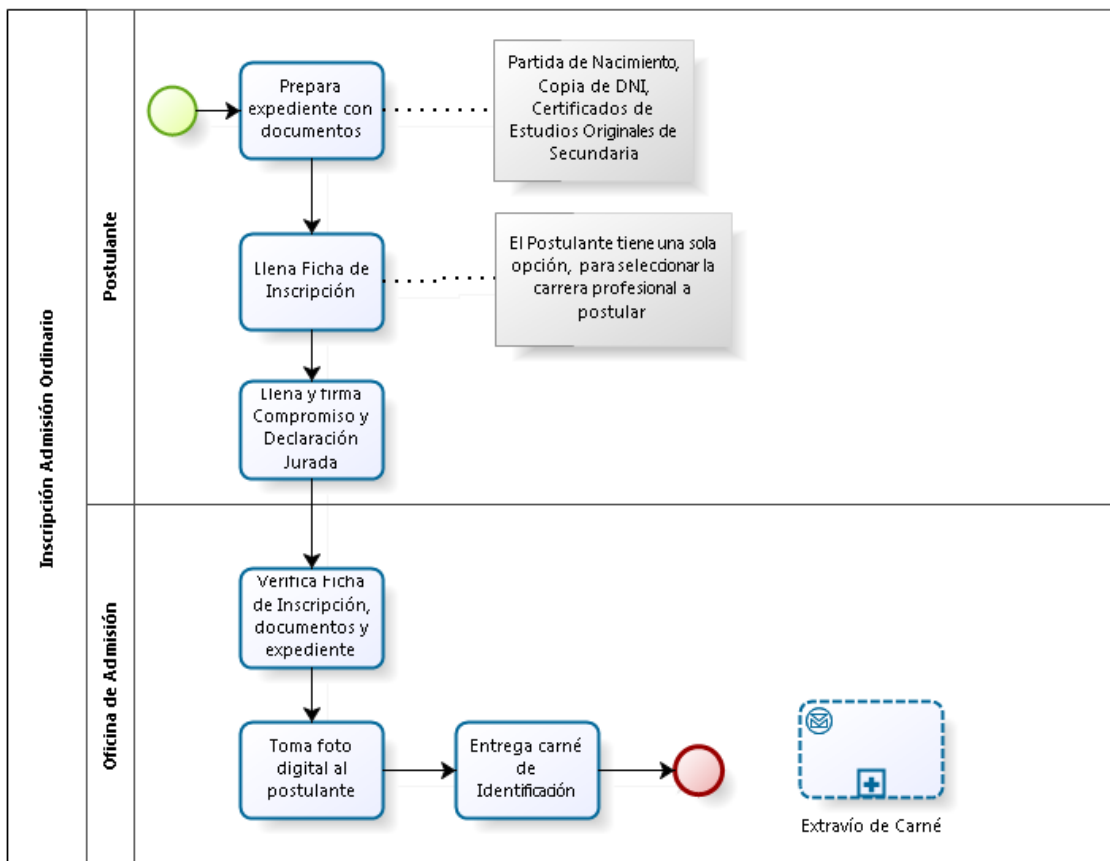 Inscripción Admisión Ordinario
Postulante
Prepara
expediente con
documentos
Partida de Nacimiento,
Copia de DNI,
Certificados de
Estudios Originales de
Secundaria
Llena Ficha de
Inscripción
El Postulante tiene una sola
opción, para seleccionar la
carrera profesional a
postular
Llena y firma
Compromiso y
Declaración
Jurada
Oficina de Admisión
Verifica Ficha
de Inscripción,
documentos y
expediente
Toma foto
digital al
postulante
Entrega carné
de
Identificación
Extravío de Carné